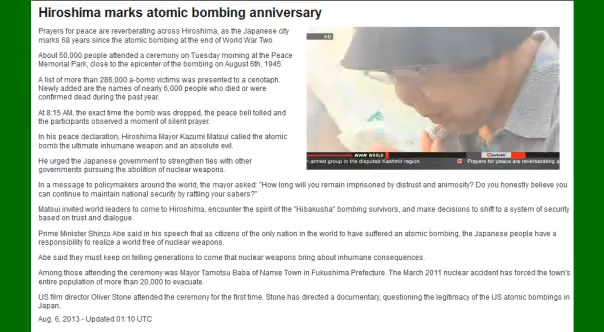 Hiroshima marks atomic bombing anniversary
Prayers for peace are reverberating across Hiroshima, as the Japanese city
marks 68 years since the atomic bombing at the end of World War Two.
About 50,000 people attended a ceremony on Tuesday morning at the Peace
Memorial Park, close to the epicenter of the bombing on August 6th, 1945.
A list of more than 286,000 a-bomb victims was presented to a cenotaph.
Newly added are the names of nearly 6,000 people who died or were
confirmed dead during the past year.
At 8:15 AM, the exact time the bomb was dropped, the peace bell tolled and
the participants observed a moment of silent prayer.
In his peace declaration, Hiroshima Mayor Kazumi Matsui called the atomic
bomb the ultimate inhumane weapon and an absolute evil.
He urged the Japanese government to strengthen ties with other
governments pursuing the abolition of nuclear weapons.
HD
NHK WORLD
n armed group in the disputed Kashmir region.
Prayers for peace are reverberating a
In a message to policymakers around the world, the mayor asked: "How long will you remain imprisoned by distrust and animosity? Do you honestly believe you
can continue to maintain national security by rattling your sabers?"
Matsui invited world leaders to come to Hiroshima, encounter the spirit of the "Hibakusha" bombing survivors, and make decisions to shift to a system of security
based on trust and dialogue.
Prime Minister Shinzo Abe said in his speech that as citizens of the only nation in the world to have suffered an atomic bombing, the Japanese people have a
responsibility to realize a world free of nuclear weapons.
Abe said they must keep on telling generations to come that nuclear weapons bring about inhumane consequences.
Among those attending the ceremony was Mayor Tamotsu Baba of Namie Town in Fukushima Prefecture. The March 2011 nuclear accident has forced the town's
entire population of more than 20,000 to evacuate.
US film director Oliver Stone attended the ceremony for the first time. Stone has directed a documentary, questioning the legitimacy of the US atomic bombings in
Japan.
Aug. 6, 2013 - Updated 01:10 UTC